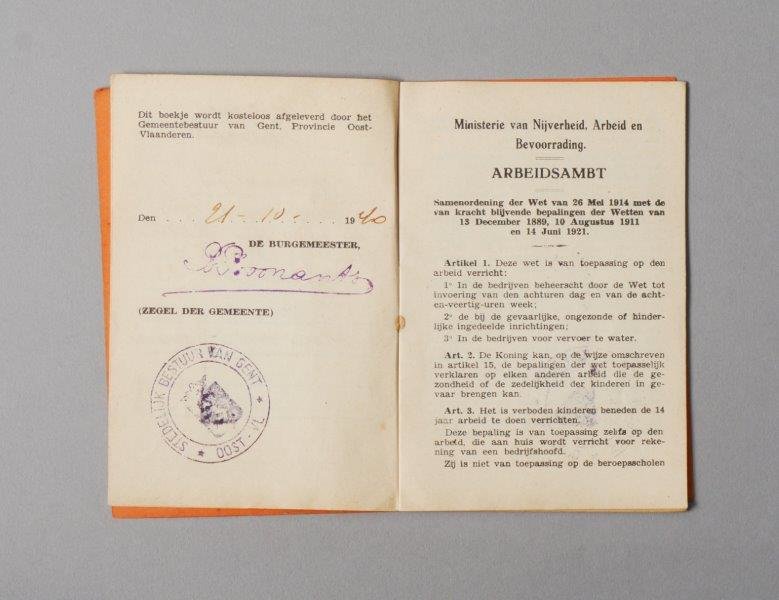 Dit boekje wordt kosteloos afgeleverd door het
Gemeentebestuur van Gent, Provincie Oost-
Vlaanderen.
Den . . . 21-10- . . . . 1940
DE BURGEMEESTER,
(ZEGEL DER GEMEENTE)
STEDELIJK BESTUUR VAN GENT
★ OOST-VL. ★
Ministerie van Nijverheid, Arbeid en
Bevoorrading.
ARBEIDSAMBT
Samenordening der Wet van 26 Mei 1914 met de
van kracht blijvende bepalingen der Wetten van
13 December 1889, 10 Augustus 1911
en 14 Juni 1921.
Artikel 1. Deze wet is van toepassing op den
arbeid verricht:
1° In de bedrijven beheerscht door de Wet tot
invoering van den achturen dag en van de acht-
en-veertig-uren week;
2° de bij de gevaarlijke, ongezonde of hinder-
lijke ingedeelde inrichtingen;
3° In de bedrijven voor vervoer te water.
Art. 2. De Koning kan, op de wijze omschreven
in artikel 15, de bepalingen der wet toepasselijk
verklaren op elken anderen arbeid die de ge-
zondheid of de zedelijkheid der kinderen in ge-
vaar brengen kan.
Art. 3. Het is verboden kinderen beneden de 14
jaar arbeid te doen verrichten.
Deze bepaling is van toepassing zelfs op den
arbeid, die aan huis wordt verricht voor reke-
ning van een bedrijfshoofd.
Zij is niet van toepassing op de beroepsscholen